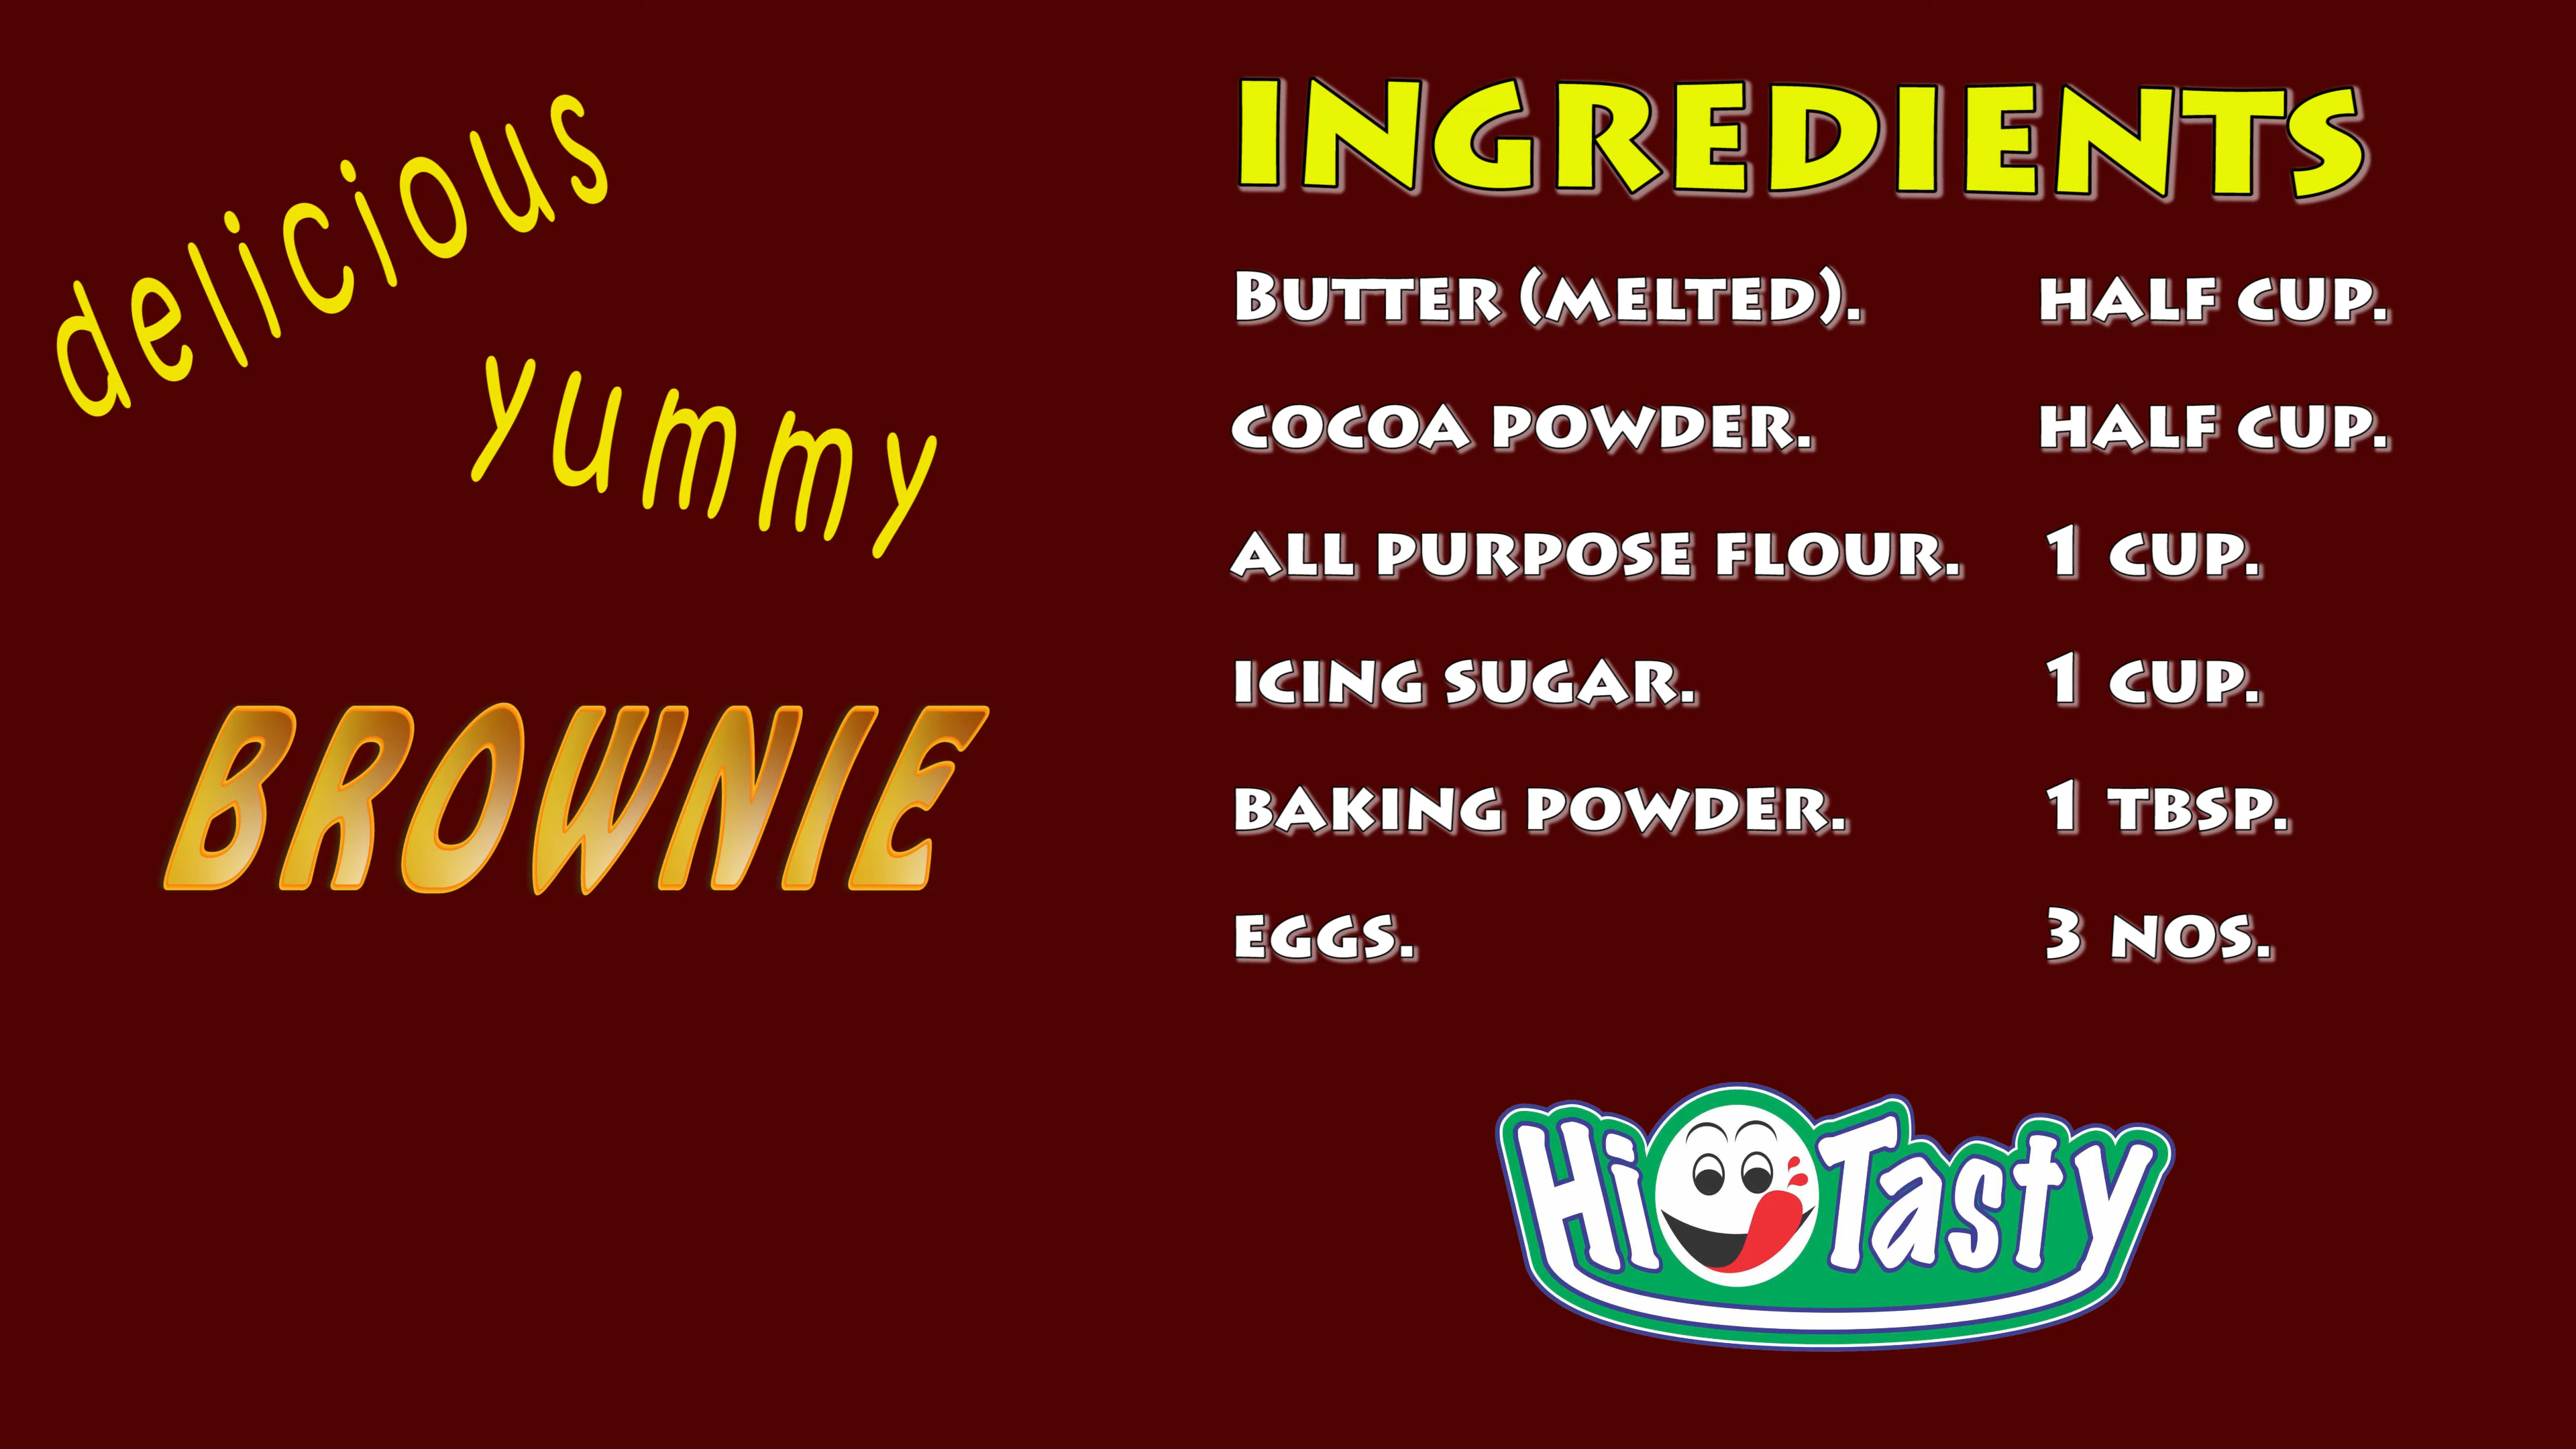 delicious
yummy
BROWNIE
INGREDIENTS
BUTTER (MELTED). HALF CUP.
COCOA POWDER. HALF CUP.
ALL PURPOSE FLOUR. 1 CUP.
ICING SUGAR. 1 CUP.
BAKING POWDER. 1 TBSP.
EGGS. 3 NOS.
Hi Tasty